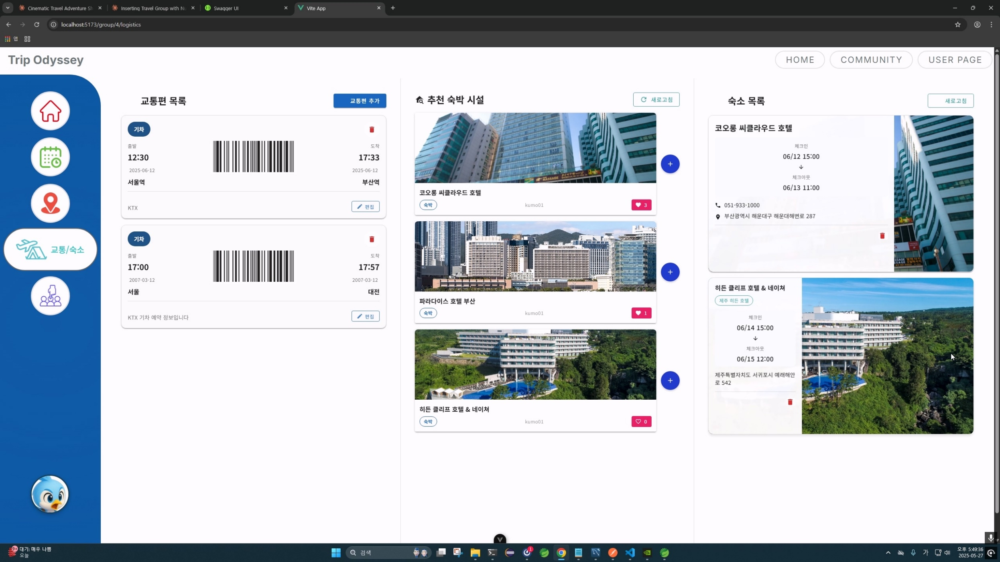 Cinematic Travel Adventure Sh
Inserting Travel Group with Nu
Swagger UI
Vite App
localhost:5173/group/4/logistics
앱
Trip Odyssey
HOME
COMMUNITY
USER PAGE
교통/숙소
교통편 목록
교통편 추가
기차
출발
도착
12:30
17:33
2025-06-12
2025-06-12
서울역
부산역
KTX
편집
기차
출발
도착
17:00
17:57
2007-03-12
2007-03-12
서울
대전
KTX 기차 예약 정보입니다
편집
추천 숙박 시설
새로고침
MASSAGE
코오롱 씨클라우드 호텔
숙박
kumo01
3
파라다이스 호텔 부산
숙박
kumo01
1
히든 클리프 호텔 & 네이쳐
숙박
kumo01
0
숙소 목록
새로고침
코오롱 씨클라우드 호텔
체크인
06/12 15:00
체크아웃
06/13 11:00
051-933-1000
부산광역시 해운대구 해운대해변로 287
히든 클리프 호텔 & 네이쳐
제주 히든 호텔
체크인
06/14 15:00
체크아웃
06/15 12:00
제주특별자치도 서귀포시 예래해안
로 542
9+
대기: 매우 나쁨
오늘
검색
1
가
오후 5:49:36
2025-05-27